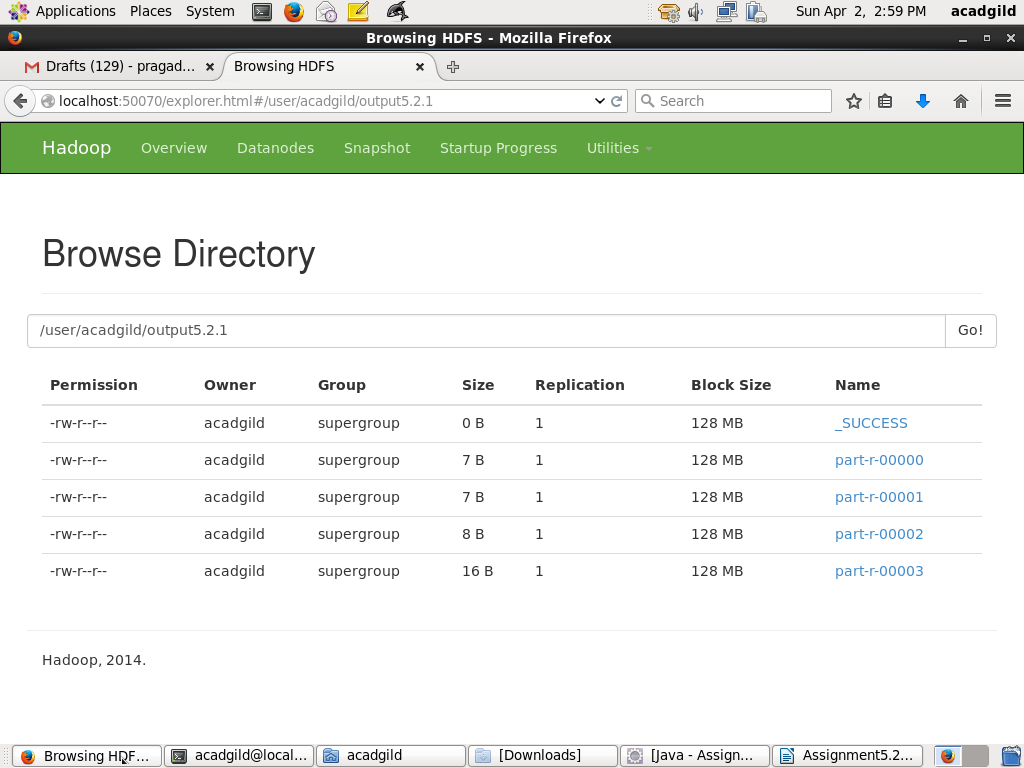 Applications Places System Sun Apr 2, 2:59 PM acadgild
Browsing HDFS - Mozilla Firefox
Drafts (129) - pragad... Browsing HDFS
localhost:50070/explorer.html#/user/acadgild/output5.2.1 Search
Hadoop Overview Datanodes Snapshot Startup Progress Utilities
Browse Directory
/user/acadgild/output5.2.1 Go!
Permission Owner Group Size Replication Block Size Name
-rw-r--r-- acadgild supergroup 0 B 1 128 MB _SUCCESS
-rw-r--r-- acadgild supergroup 7 B 1 128 MB part-r-00000
-rw-r--r-- acadgild supergroup 7 B 1 128 MB part-r-00001
-rw-r--r-- acadgild supergroup 8 B 1 128 MB part-r-00002
-rw-r--r-- acadgild supergroup 16 B 1 128 MB part-r-00003
Hadoop, 2014.
Browsing HDF... acadgild@local... acadgild [Downloads] [Java - Assign... Assignment5.2...